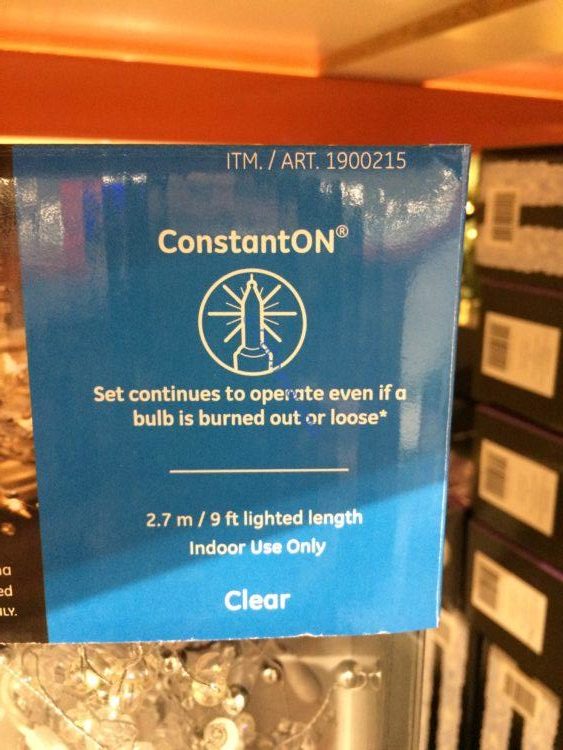 ITM. / ART. 1900215
ConstantON®
Set continues to operate even if a
bulb is burned out or loose*
2.7 m / 9 ft lighted length
Indoor Use Only
Clear